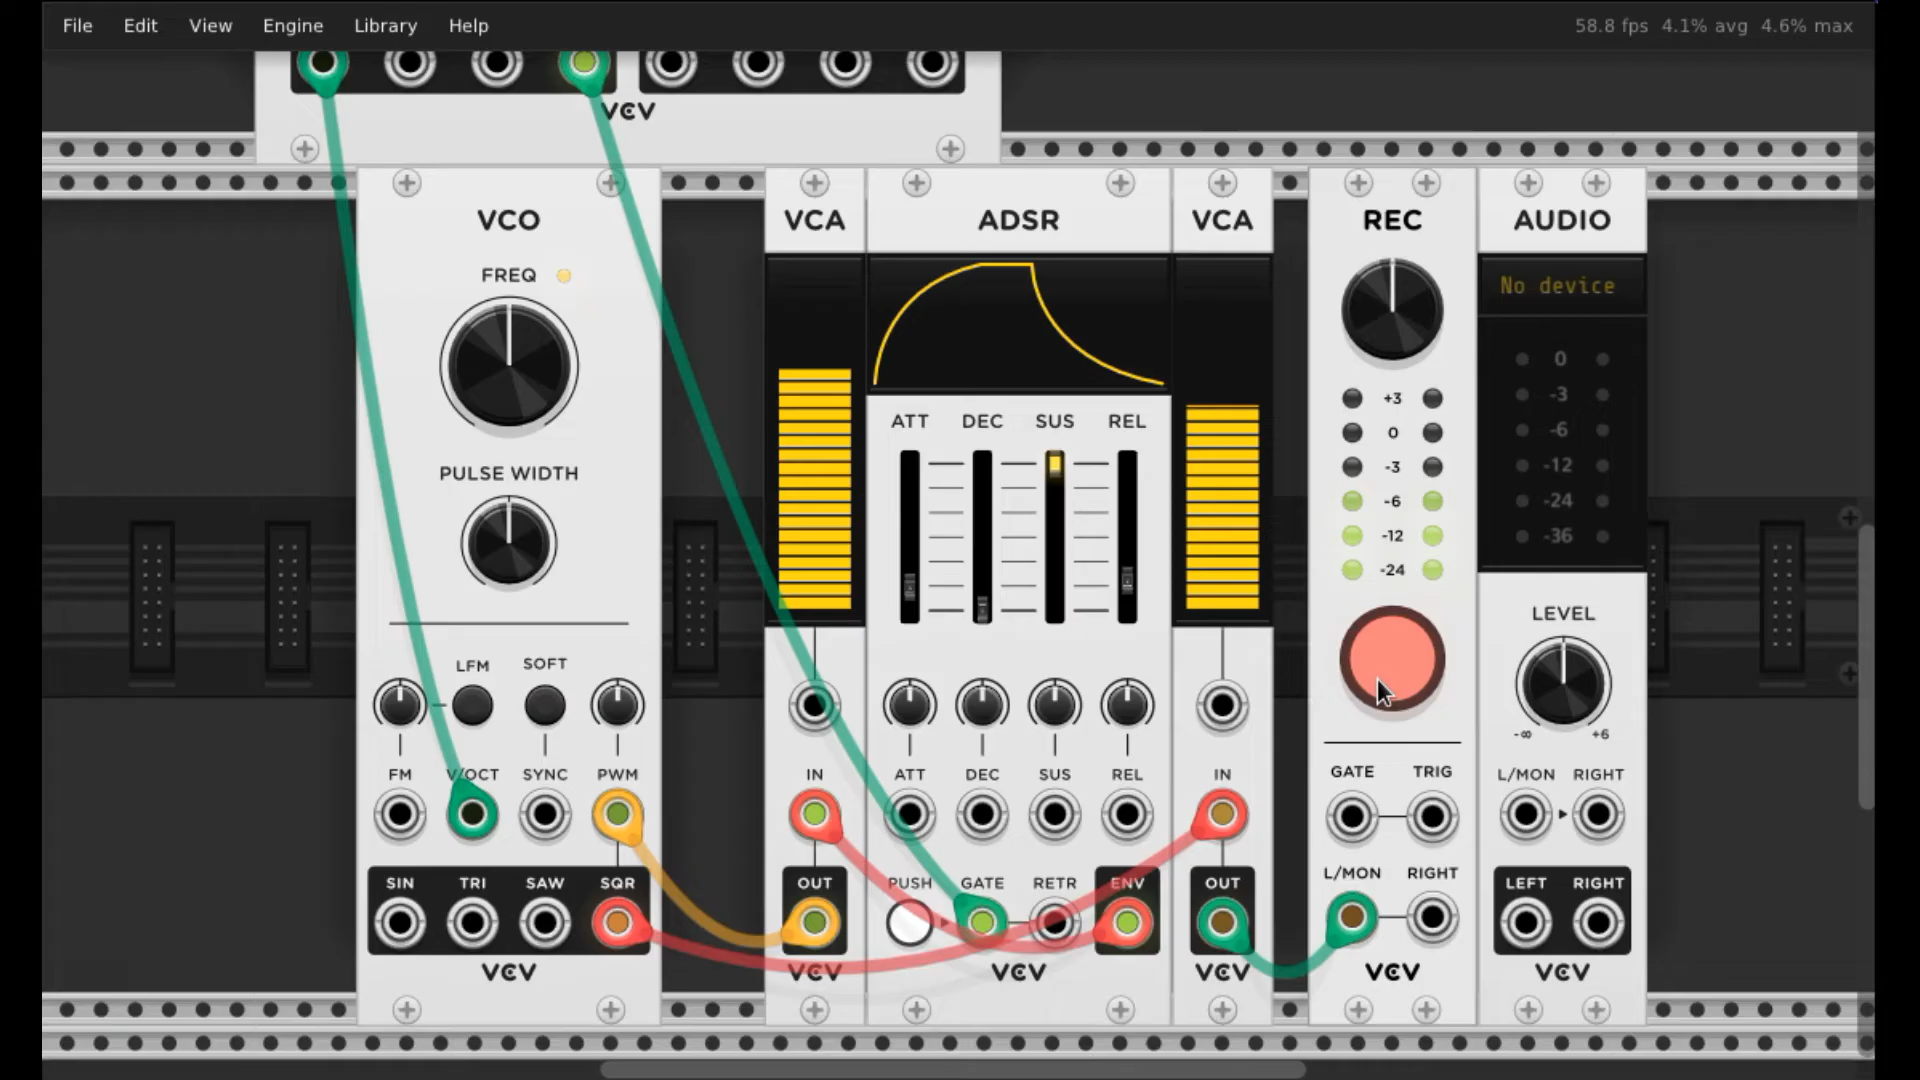 File Edit View Engine Library Help 58.8 fps 4.1% avg 4.6% max
VCV
VCO VCA ADSR VCA REC AUDIO
FREQ
No device
0
-3
-6
-12
-24
-36
+3
0
-3
-6
-12
-24
ATT DEC SUS REL
PULSE WIDTH
LEVEL
-∞ +6
LFM SOFT
FM V/OCT SYNC PWM IN ATT DEC SUS REL IN GATE TRIG L/MON RIGHT
SIN TRI SAW SQR OUT PUSH GATE RETR ENV OUT L/MON RIGHT LEFT RIGHT
VCV VCV VCV VCV VCV VCV